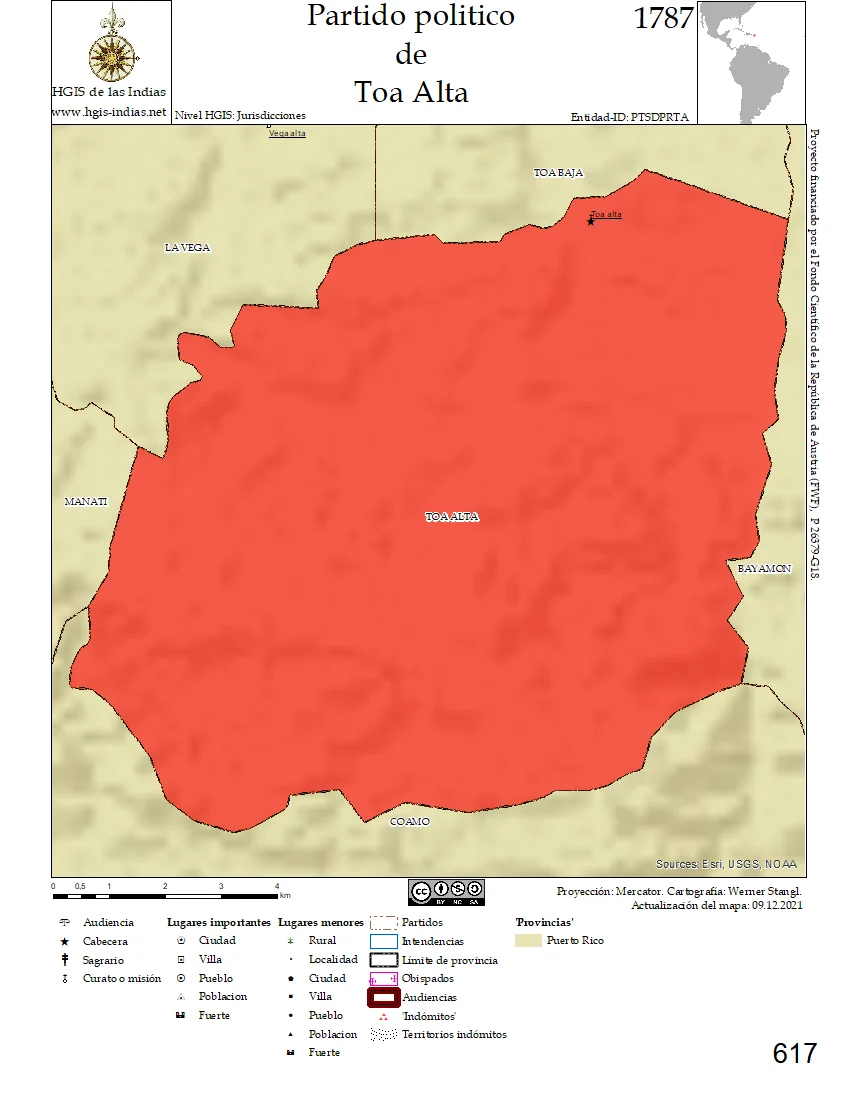 Partido politico
de
Toa Alta
1787
HGIS de las Indias
www.hgis-indias.net
Nivel HGIS: Jurisdicciones
Entidad-ID: PTSDPRTA
Vega alta
TOA BAJA
Toa alta
LA VEGA
MANATI
TOA ALTA
BAYAMON
COAMO
Proyecto financiado por el Fondo Científico de la República de Austria (FWF), P 26379-G18.
Sources: Esri, USGS, NOAA
0 0,5 1 2 3 4
km
CC BY NC SA
Proyección: Mercator. Cartografía: Werner Stangl.
Actualización del mapa: 09.12.2021
Audiencia
Cabecera
Sagrario
Curato o misión
Lugares importantes
Ciudad
Villa
Pueblo
Poblacion
Fuerte
Lugares menores
Rural
Localidad
Ciudad
Villa
Pueblo
Poblacion
Fuerte
Partidos
Intendencias
Límite de provincia
Obispados
Audiencias
'Indómitos'
Territorios indómitos
'Provincias'
Puerto Rico
617